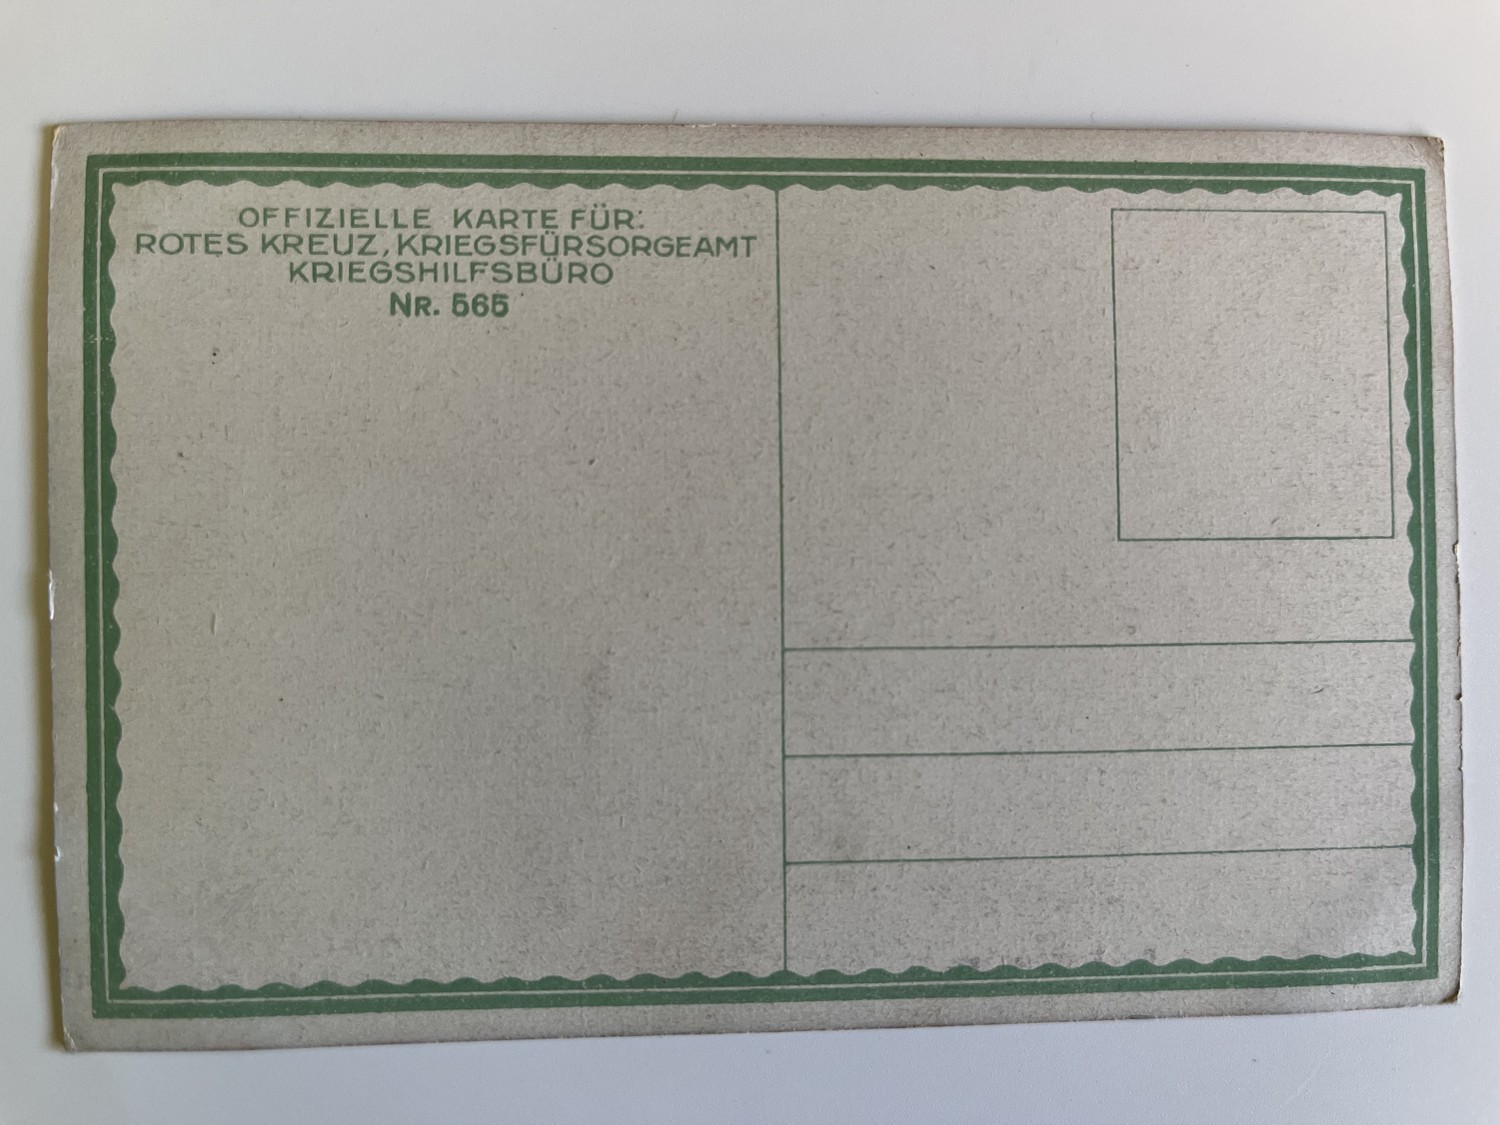 OFFIZIELLE KARTE FÜR:
ROTES KREUZ, KRIEGSFÜRSORGEAMT
KRIEGSHILFSBÜRO
NR. 565